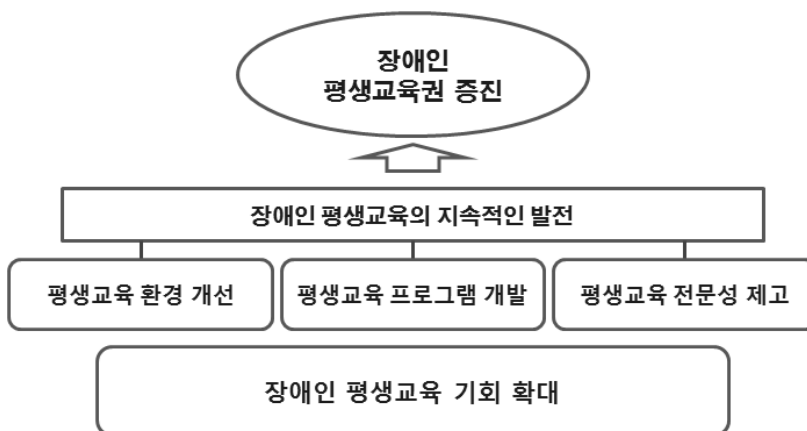 장애인
평생교육권 증진
장애인 평생교육의 지속적인 발전
평생교육 환경 개선
평생교육 프로그램 개발
평생교육 전문성 제고
장애인 평생교육 기회 확대